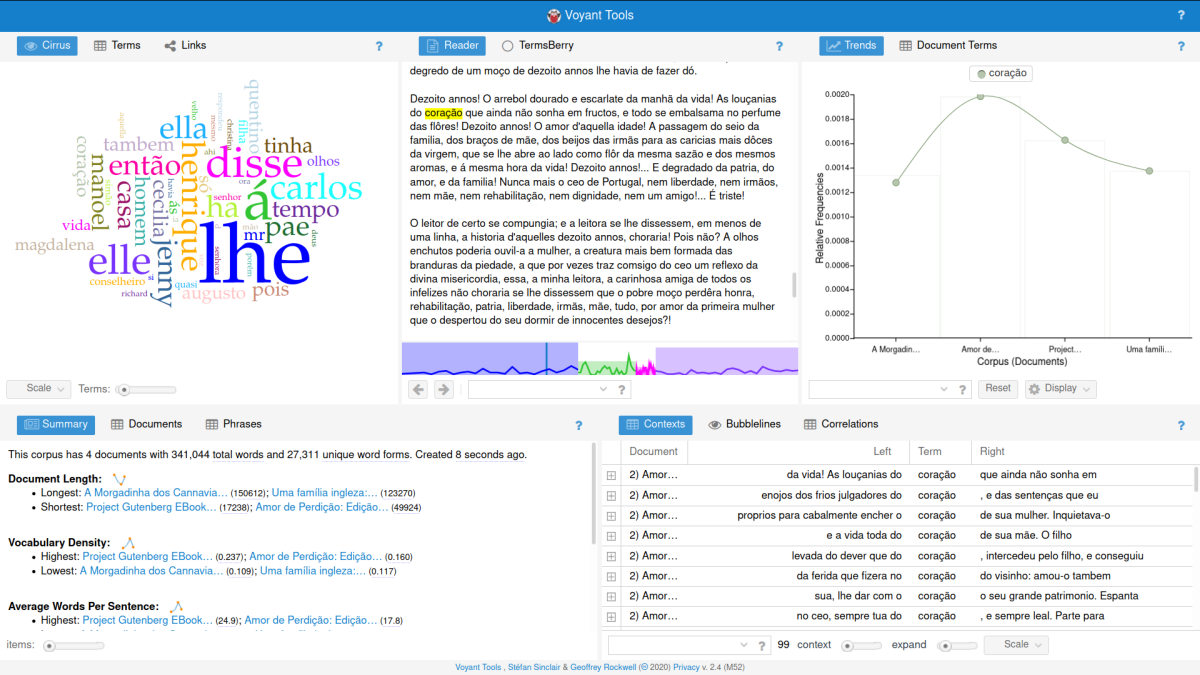 Voyant Tools ?
Cirrus Terms Links ?
quentino
velho
respondeu
aquella
ella
mesmo
christina
filha
coração
tambem
tinha
manoel
então
henrique
ahi
disse
olhos
senão
casa
homem
cecilia
havia
ás
só
ora
á
carlos
senhor
ha
tempo
vida
mão
mr
pae
deus
magdalena
elle
jenny
lhe
senhora
porém
conselheiro
si
quasi
richard
augusto
pois
Scale Terms:
Reader TermsBerry ?
degredo de um moço de dezoito annos lhe havia de fazer dó.
Dezoito annos! O arrebol dourado e escarlate da manhã da vida! As louçanias
do coração que ainda não sonha em fructos, e todo se embalsama no perfume
das flôres! Dezoito annos! O amor d'aquella idade! A passagem do seio da
familia, dos braços de mãe, dos beijos das irmãs para as caricias mais dôces
da virgem, que se lhe abre ao lado como flôr da mesma sazão e dos mesmos
aromas, e á mesma hora da vida! Dezoito annos!... E degradado da patria, do
amor, e da familia! Nunca mais o ceo de Portugal, nem liberdade, nem irmãos,
nem mãe, nem rehabilitação, nem dignidade, nem um amigo!... É triste!
O leitor de certo se compungia; e a leitora se lhe dissessem, em menos de
uma linha, a historia d'aquelles dezoito annos, choraria! Pois não? A olhos
enchutos poderia ouvil-a a mulher, a creatura mais bem formada das
branduras da piedade, a que por vezes traz comsigo do ceo um reflexo da
divina misericordia, essa, a minha leitora, a carinhosa amiga de todos os
infelizes não choraria se lhe dissessem que o pobre moço perdêra honra,
rehabilitação, patria, liberdade, irmãs, mãe, tudo, por amor da primeira mulher
que o despertou do seu dormir de innocentes desejos?!
?
Trends Document Terms ?
coração
0.0020
0.0018
0.0016
0.0014
0.0012
0.0010
0.0008
0.0006
0.0004
0.0002
0.0000
Relative Frequencies
A Morgadin... Amor de... Project... Uma famíli...
Corpus (Documents)
? Reset Display
Summary Documents Phrases ?
This corpus has 4 documents with 341,044 total words and 27,311 unique word forms. Created 8 seconds ago.
Document Length:
• Longest: A Morgadinha dos Cannavia... (150612); Uma família ingleza:... (123270)
• Shortest: Project Gutenberg EBook... (17238); Amor de Perdição: Edição... (49924)
Vocabulary Density:
• Highest: Project Gutenberg EBook... (0.237); Amor de Perdição: Edição... (0.160)
• Lowest: A Morgadinha dos Cannavia... (0.109); Uma família ingleza:... (0.117)
Average Words Per Sentence:
• Highest: Project Gutenberg EBook... (24.9); Amor de Perdição: Edição... (17.8)
items:
Contexts Bubblelines Correlations ?
Document Left Term Right
2) Amor... da vida! As louçanias do coração que ainda não sonha em
2) Amor... enojos dos frios julgadores do coração , e das sentenças que eu
2) Amor... proprios para cabalmente encher o coração de sua mulher. Inquietava-o
2) Amor... e a vida toda do coração de sua mãe. O filho
2) Amor... levada do dever que do coração , intercedeu pelo filho, e conseguiu
2) Amor... da ferida que fizera no coração do visinho: amou-o tambem
2) Amor... sua, lhe dar com o coração o seu grande patrimonio. Espanta
2) Amor... no ceo, sempre tua do coração , e sempre leal. Parte para
? 99 context expand Scale
Voyant Tools , Stéfan Sinclair & Geoffrey Rockwell (© 2020) Privacy v. 2.4 (M52)